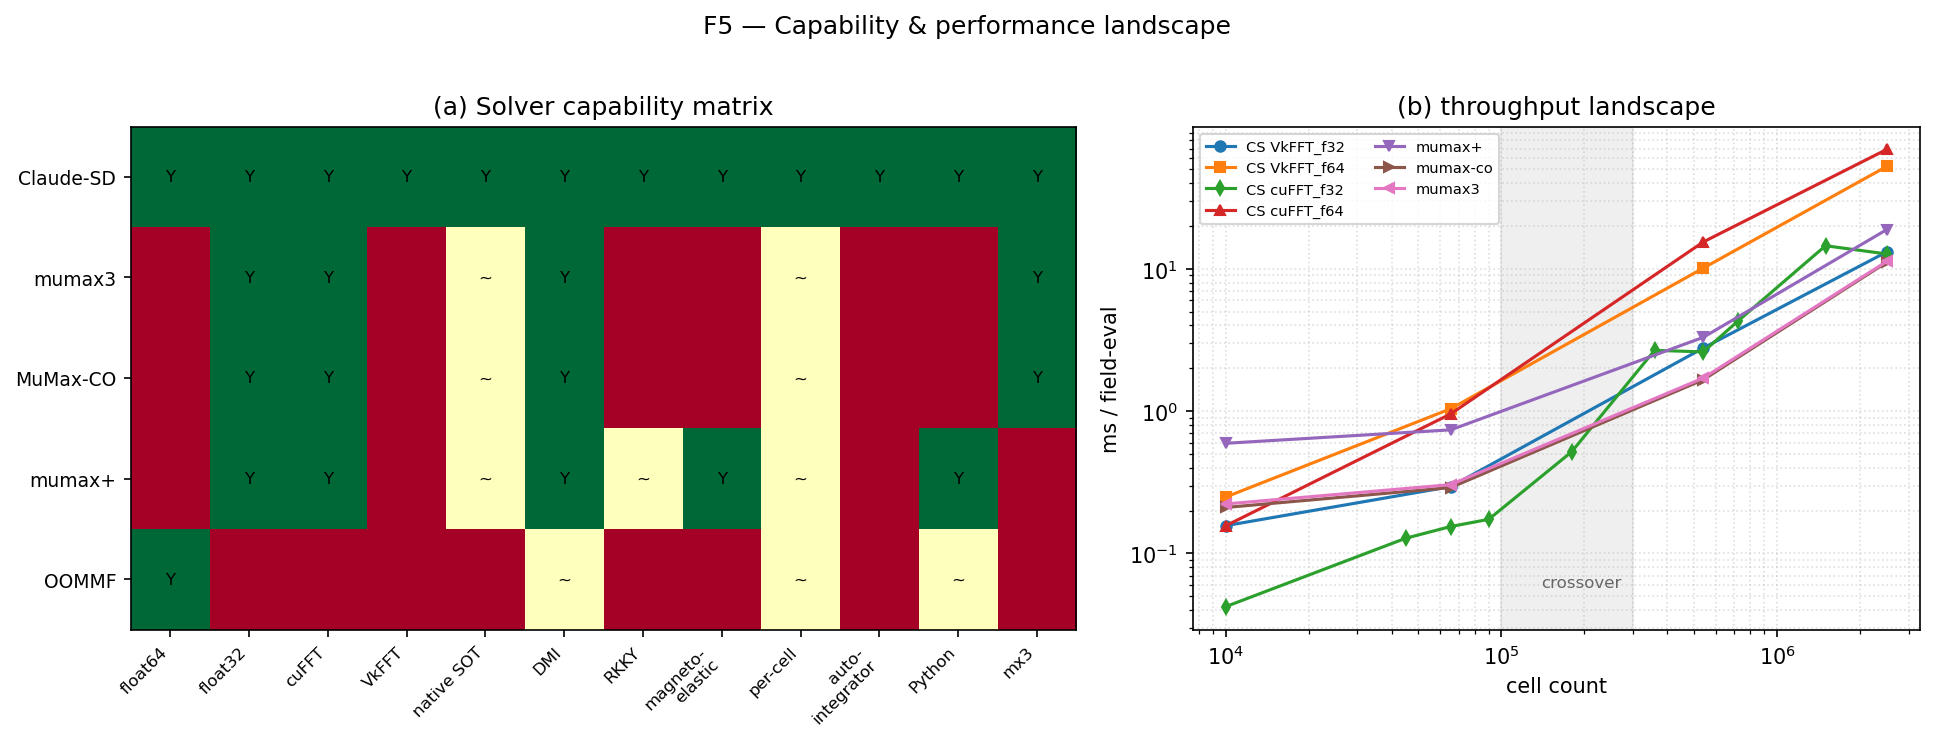 F5 — Capability & performance landscape
(a) Solver capability matrix
Claude-SD Y Y Y Y Y Y Y Y Y Y Y Y
mumax3 Y Y ~ Y ~ Y
MuMax-CO Y Y ~ Y ~ Y
mumax+ Y Y ~ Y ~ Y ~ Y
OOMMF Y ~ ~ ~
float64
float32
cuFFT
VkFFT
native SOT
DMI
RKKY
magneto-
elastic
per-cell
auto-
integrator
Python
mx3
(b) throughput landscape
CS VkFFT_f32
CS VkFFT_f64
CS cuFFT_f32
CS cuFFT_f64
mumax+
mumax-co
mumax3
crossover
ms / field-eval
10¹
10⁰
10⁻¹
10⁴ 10⁵ 10⁶
cell count